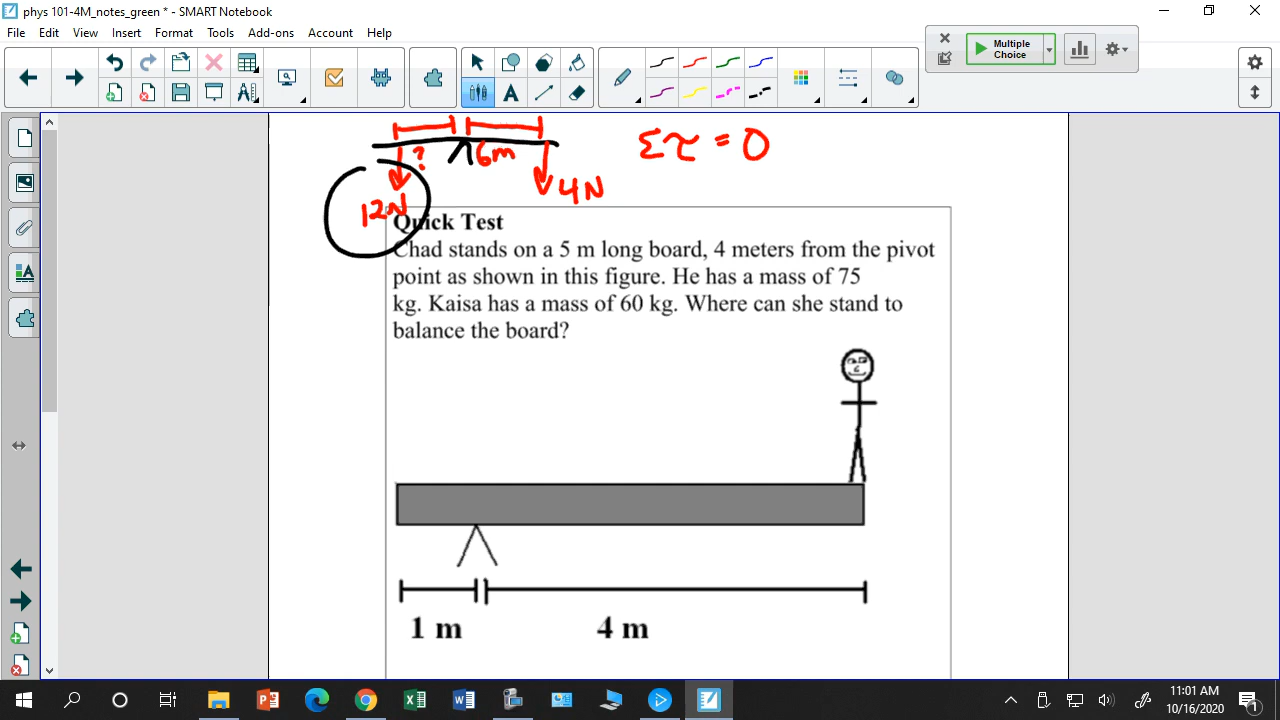 phys 101-4M_notes_green * - SMART Notebook
File Edit View Insert Format Tools Add-ons Account Help
Multiple
Choice
? 6m
Στ = 0
12N
4N
Quick Test
Chad stands on a 5 m long board, 4 meters from the pivot
point as shown in this figure. He has a mass of 75
kg. Kaisa has a mass of 60 kg. Where can she stand to
balance the board?
1 m 4 m
11:01 AM
10/16/2020
1